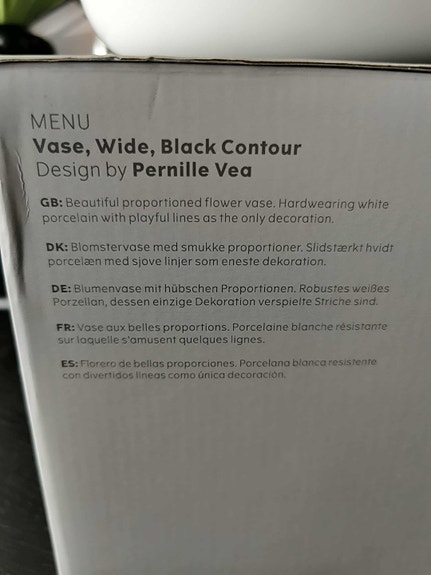 MENU
Vase, Wide, Black Contour
Design by Pernille Vea
GB: Beautiful proportioned flower vase. Hardwearing white
porcelain with playful lines as the only decoration.
DK: Blomstervase med smukke proportioner. Slidstærkt hvidt
porcelæn med sjove linjer som eneste dekoration.
DE: Blumenvase mit hübschen Proportionen. Robustes weißes
Porzellan, dessen einzige Dekoration verspielte Striche sind.
FR: Vase aux belles proportions. Porcelaine blanche résistante
sur laquelle s'amusent quelques lignes.
ES: Florero de bellas proporciones. Porcelana blanca resistente
con divertidos líneas como única decoración.